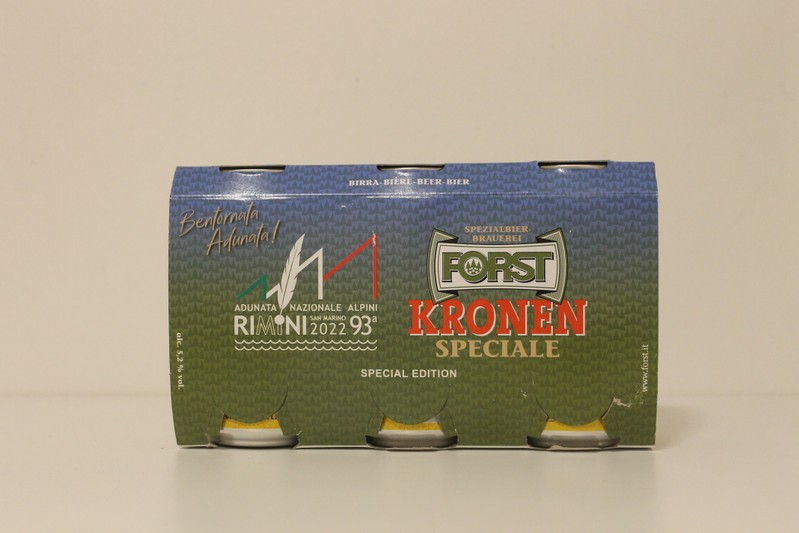 BIRRA-BIÈRE-BEER-BIER
Bentornata
Adunata!
ADUNATA NAZIONALE ALPINI
RIMINI SAN MARINO 2022 93ª
SPEZIALBIER-
BRAUEREI
FORST
KRONEN
SPECIALE
SPECIAL EDITION
alc. 5,2 % vol.
www.forst.it